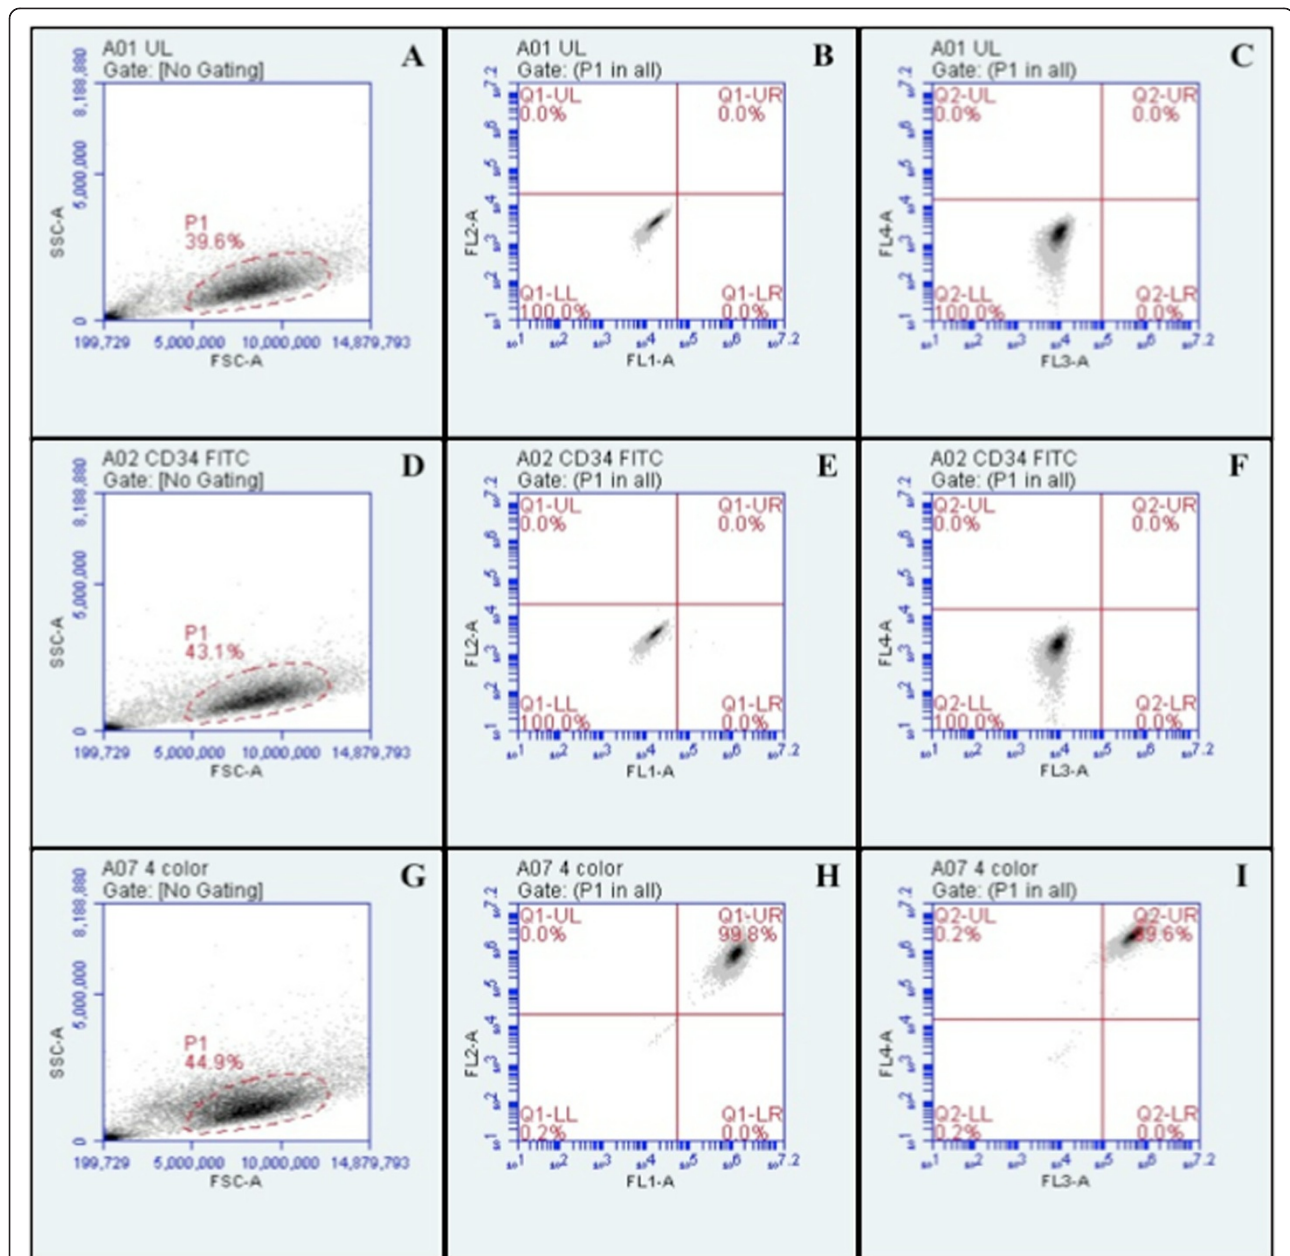 A01 UL
Gate: [No Gating]
A
8,188,880
5,000,000
0
SSC-A
P1
39.6%
199,729 5,000,000 10,000,000 14,879,793
FSC-A
A01 UL
Gate: (P1 in all)
B
Q1-UL
0.0%
Q1-UR
0.0%
FL2-A
Q1-LL
100.0%
Q1-LR
0.0%
FL1-A
A01 UL
Gate: (P1 in all)
C
Q2-UL
0.0%
Q2-UR
0.0%
FL4-A
Q2-LL
100.0%
Q2-LR
0.0%
FL3-A
A02 CD34 FITC
Gate: [No Gating]
D
8,188,880
5,000,000
0
SSC-A
P1
43.1%
199,729 5,000,000 10,000,000 14,879,793
FSC-A
A02 CD34 FITC
Gate: (P1 in all)
E
Q1-UL
0.0%
Q1-UR
0.0%
FL2-A
Q1-LL
100.0%
Q1-LR
0.0%
FL1-A
A02 CD34 FITC
Gate: (P1 in all)
F
Q2-UL
0.0%
Q2-UR
0.0%
FL4-A
Q2-LL
100.0%
Q2-LR
0.0%
FL3-A
A07 4 color
Gate: [No Gating]
G
8,188,880
5,000,000
0
SSC-A
P1
44.9%
199,729 5,000,000 10,000,000 14,879,793
FSC-A
A07 4 color
Gate: (P1 in all)
H
Q1-UL
0.0%
Q1-UR
99.8%
FL2-A
Q1-LL
0.2%
Q1-LR
0.0%
FL1-A
A07 4 color
Gate: (P1 in all)
I
Q2-UL
0.2%
Q2-UR
FL4-A
Q2-LL
0.2%
Q2-LR
0.0%
FL3-A